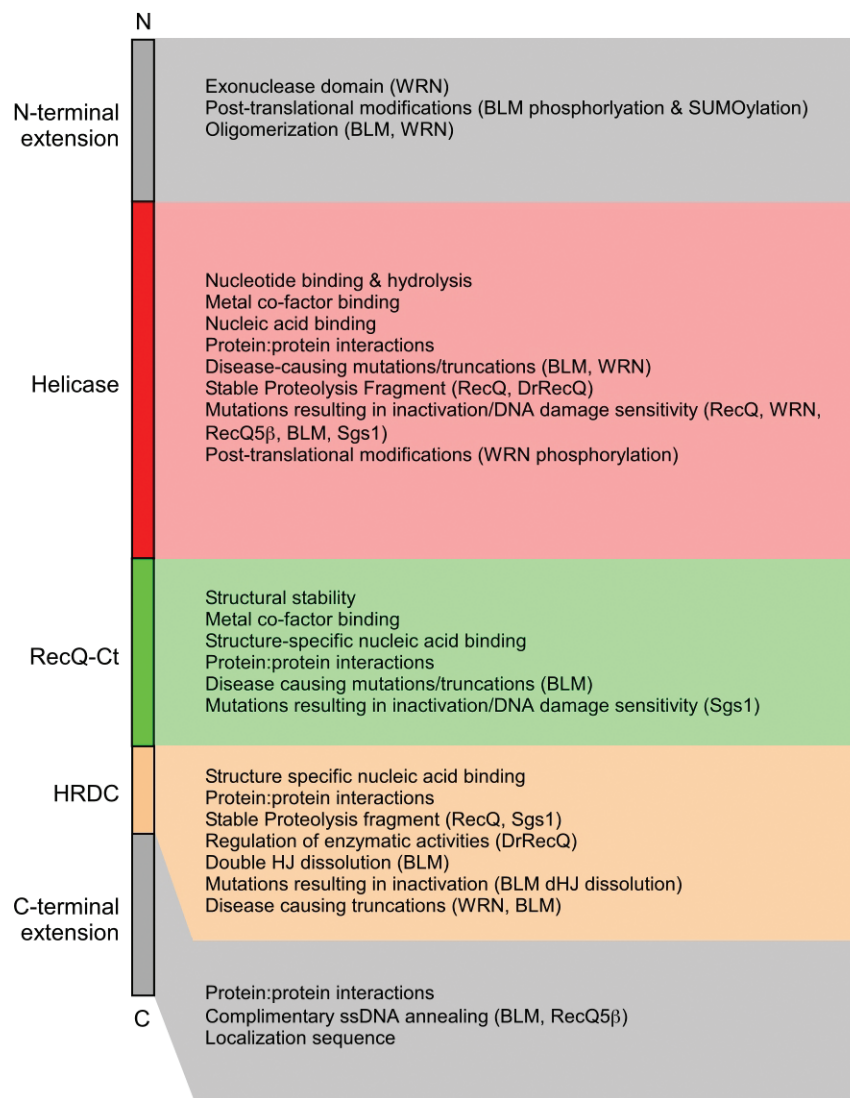 N
N-terminal
extension
Exonuclease domain (WRN)
Post-translational modifications (BLM phosphorlyation & SUMOylation)
Oligomerization (BLM, WRN)
Helicase
Nucleotide binding & hydrolysis
Metal co-factor binding
Nucleic acid binding
Protein:protein interactions
Disease-causing mutations/truncations (BLM, WRN)
Stable Proteolysis Fragment (RecQ, DrRecQ)
Mutations resulting in inactivation/DNA damage sensitivity (RecQ, WRN,
RecQ5β, BLM, Sgs1)
Post-translational modifications (WRN phosphorylation)
RecQ-Ct
Structural stability
Metal co-factor binding
Structure-specific nucleic acid binding
Protein:protein interactions
Disease causing mutations/truncations (BLM)
Mutations resulting in inactivation/DNA damage sensitivity (Sgs1)
HRDC
Structure specific nucleic acid binding
Protein:protein interactions
Stable Proteolysis fragment (RecQ, Sgs1)
Regulation of enzymatic activities (DrRecQ)
Double HJ dissolution (BLM)
Mutations resulting in inactivation (BLM dHJ dissolution)
Disease causing truncations (WRN, BLM)
C-terminal
extension
Protein:protein interactions
Complimentary ssDNA annealing (BLM, RecQ5β)
Localization sequence
C